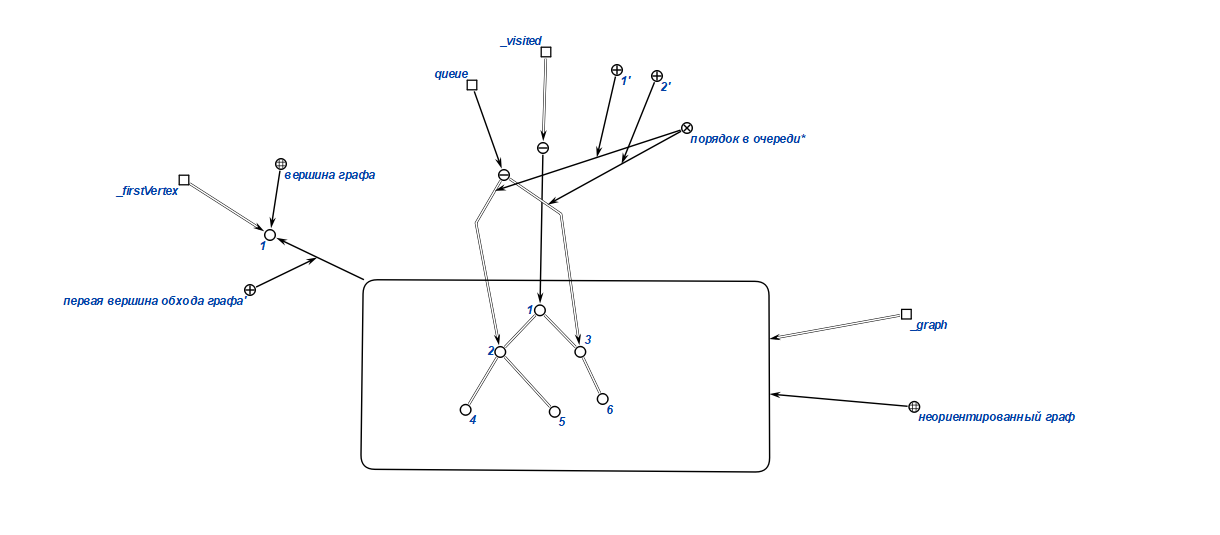 _visited
queue
1'
2'
порядок в очереди*
вершина графа
_firstVertex
1
первая вершина обхода графа'
1
_graph
3
2
6
неориентированный граф
4
5